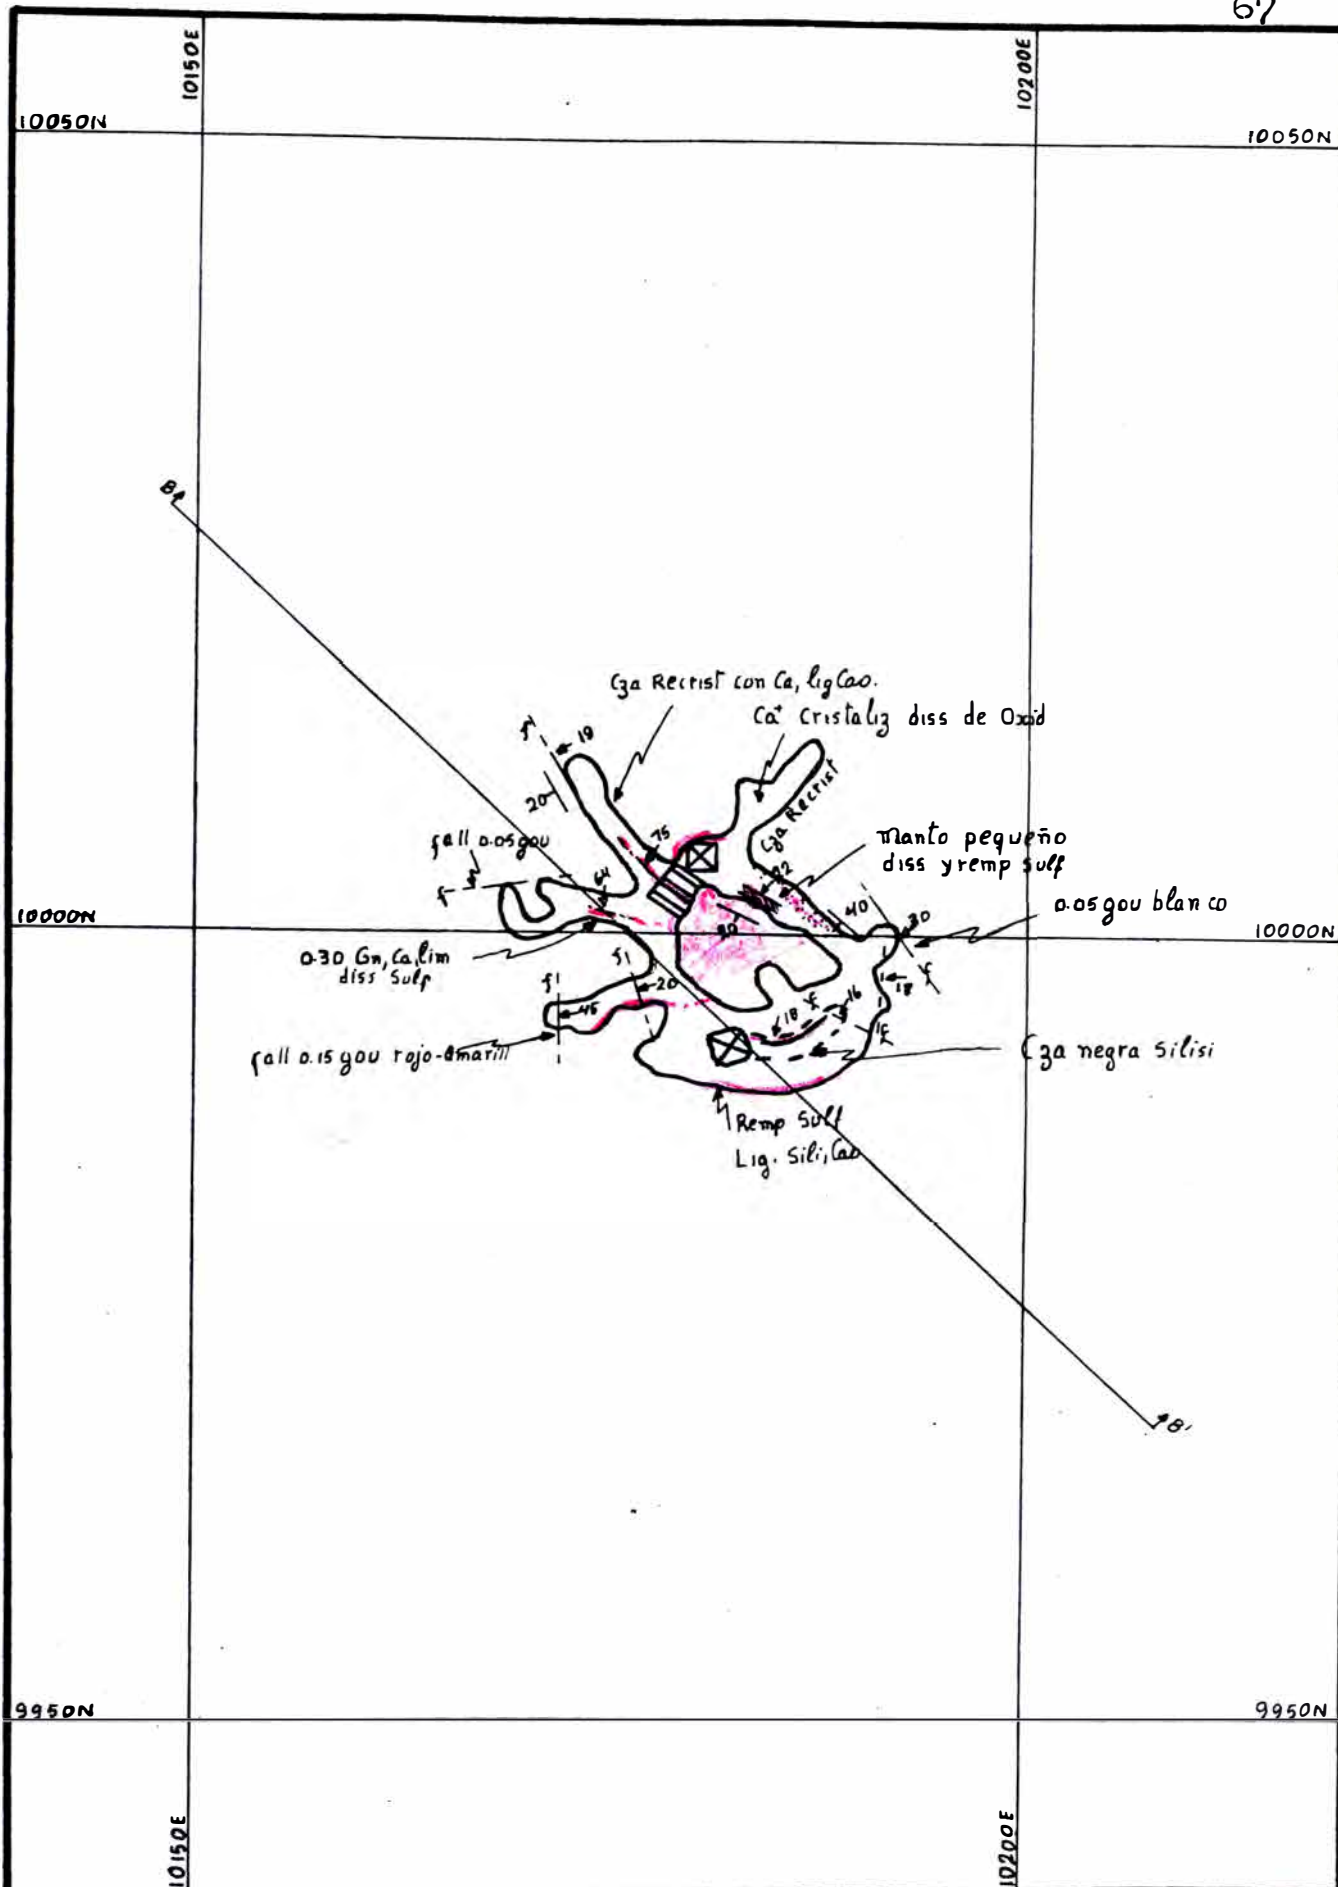 67
10150E
10200E
10050N
10050N
B
Cza Recrist con Ca, lig Cao.
Ca+ Cristaliz diss de Oxid
f
19
20
Cza Recrist
fall 0.05 gou
75
Manto pequeño
diss y remp sulf
f
64
22
40
30
0.05 gou blanco
10000N
10000N
0.30 Gn, Ca, lim
diss Sulf
f
20
f
18
f
45
20
18
f
16
f
fall 0.15 gou rojo-amarill
Cza negra Silisi
Remp Sulf
Lig. Sili, Cao
B'
9950N
9950N
10150E
10200E